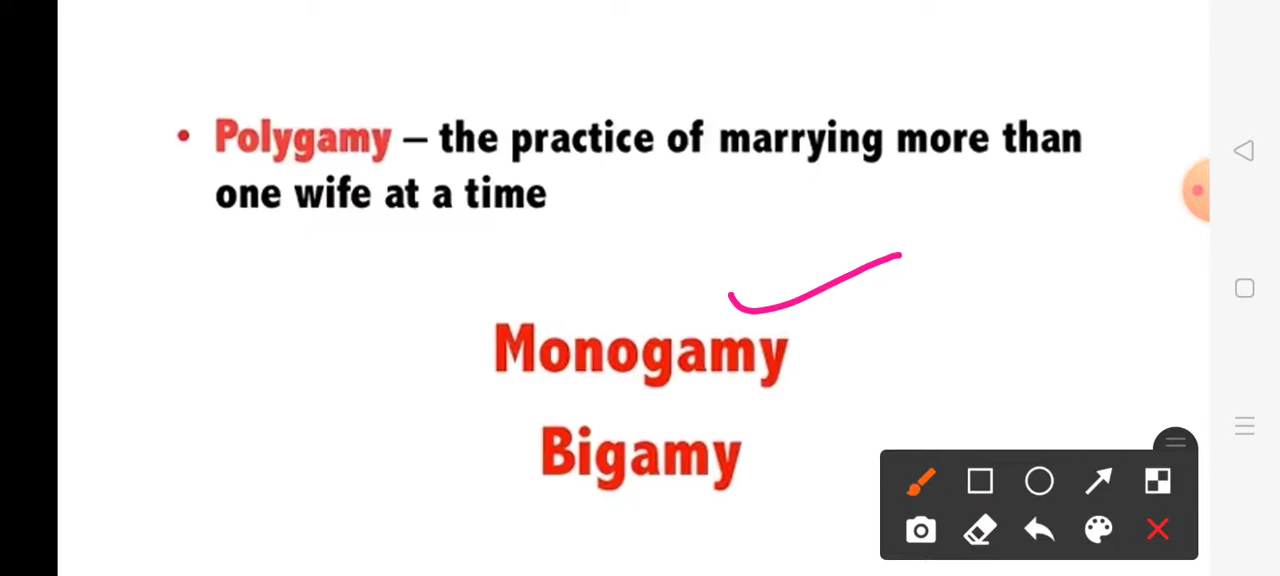 • Polygamy – the practice of marrying more than
one wife at a time
Monogamy
Bigamy